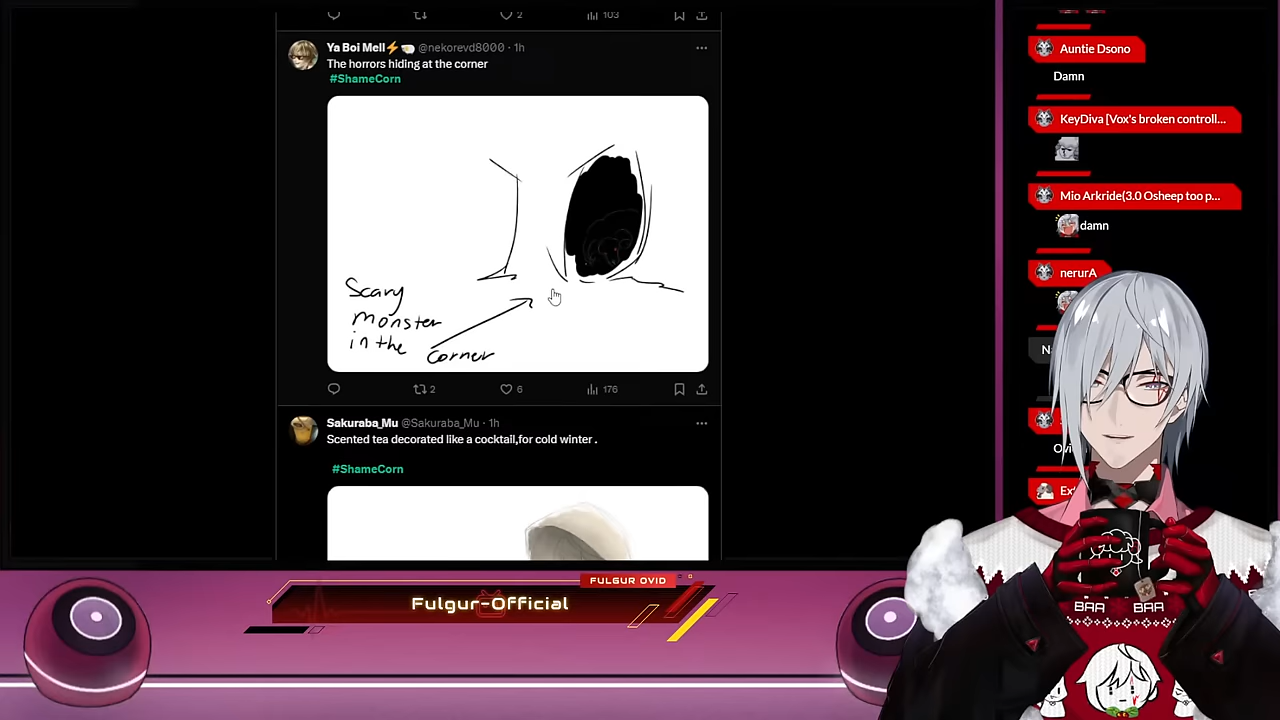 2
103
Ya Boi Mell⚡ @nekorevd8000 · 1h
The horrors hiding at the corner
#ShameCorn
Scary
monster
in the
corner
2
6
176
Sakuraba_Mu @Sakuraba_Mu · 1h
Scented tea decorated like a cocktail,for cold winter .
#ShameCorn
Auntie Dsono
Damn
KeyDiva [Vox's broken controll...
Mio Arkride(3.0 Osheep too p...
damn
nerurA
FULGUR OVID
Fulgur-Official
BAA BAA